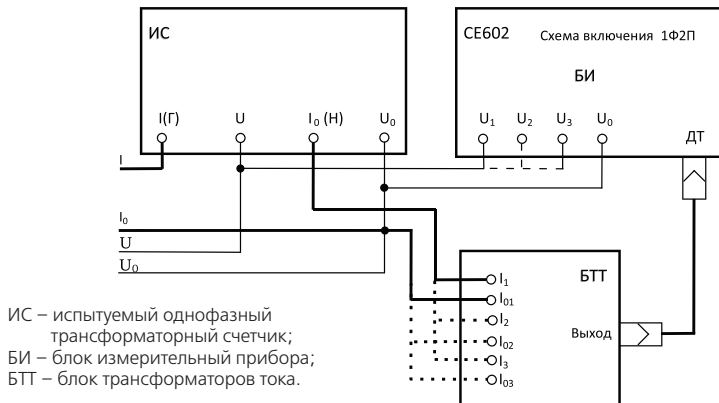 ИС
СЕ602 Схема включения 1Ф2П
БИ
I(Г) U I₀ (Н) U₀
U₁ U₂ U₃ U₀
ДТ
I
I₀
U
U₀
БТТ
I₁
I₀₁
I₂
I₀₂
I₃
I₀₃
Выход
ИС – испытуемый однофазный
трансформаторный счетчик;
БИ – блок измерительный прибора;
БТТ – блок трансформаторов тока.